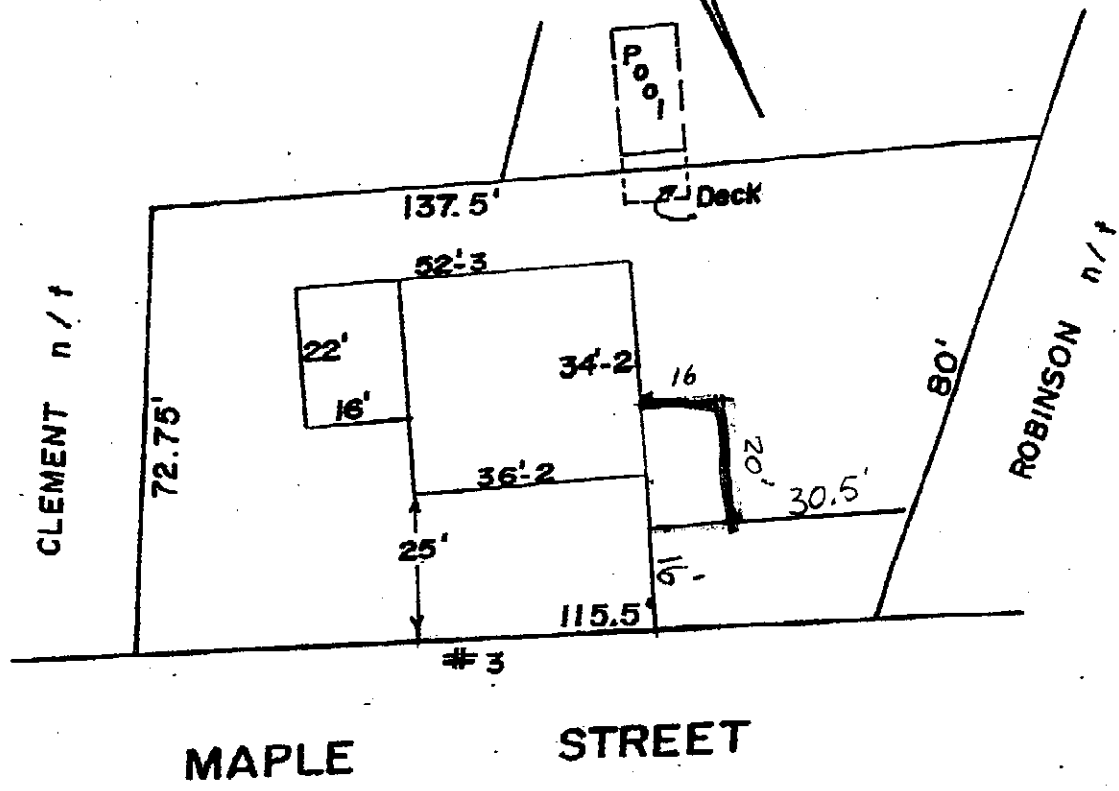 Pool
Deck
137.5'
52'-3
22'
16'
34'-2
16
20'
36'-2
30.5'
25'
80'
72.75'
CLEMENT n/f
ROBINSON n/f
115.5'
# 3
MAPLE STREET